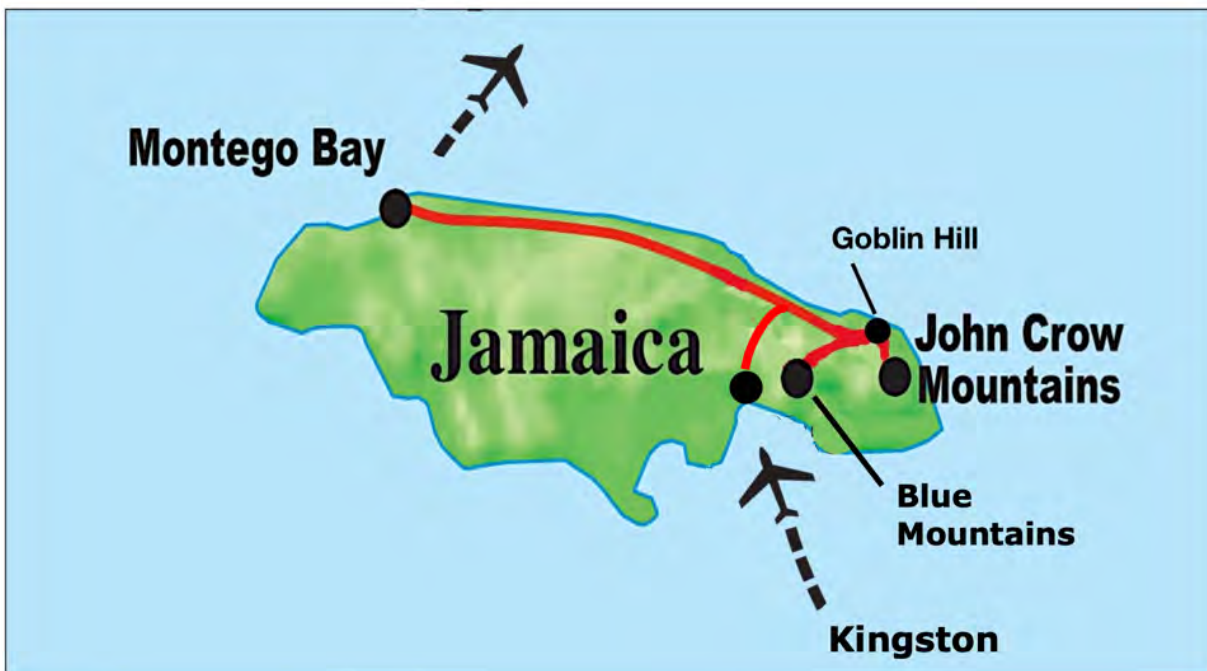 Montego Bay
Goblin Hill
Jamaica
John Crow
Mountains
Blue
Mountains
Kingston